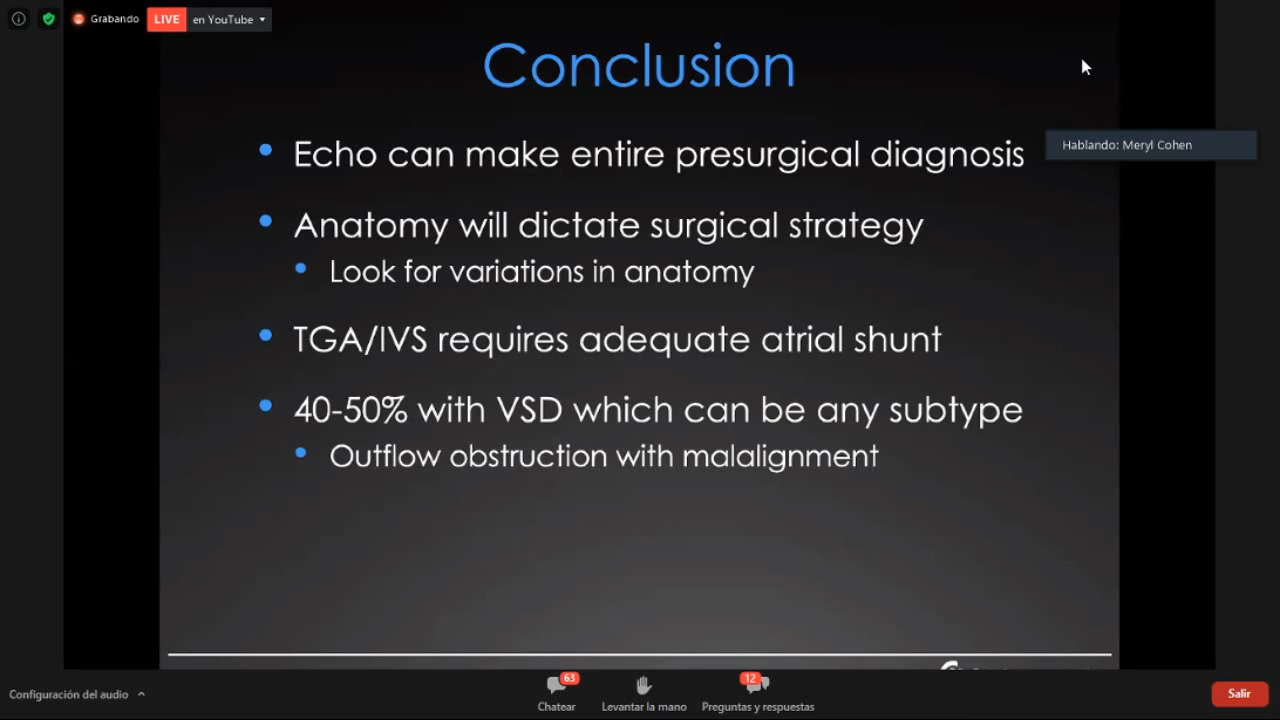 Grabando
LIVE
en YouTube
Conclusion
Hablando: Meryl Cohen
Echo can make entire presurgical diagnosis
Anatomy will dictate surgical strategy
Look for variations in anatomy
TGA/IVS requires adequate atrial shunt
40-50% with VSD which can be any subtype
Outflow obstruction with malalignment
Configuración del audio
63
Chatear
Levantar la mano
12
Preguntas y respuestas
Salir